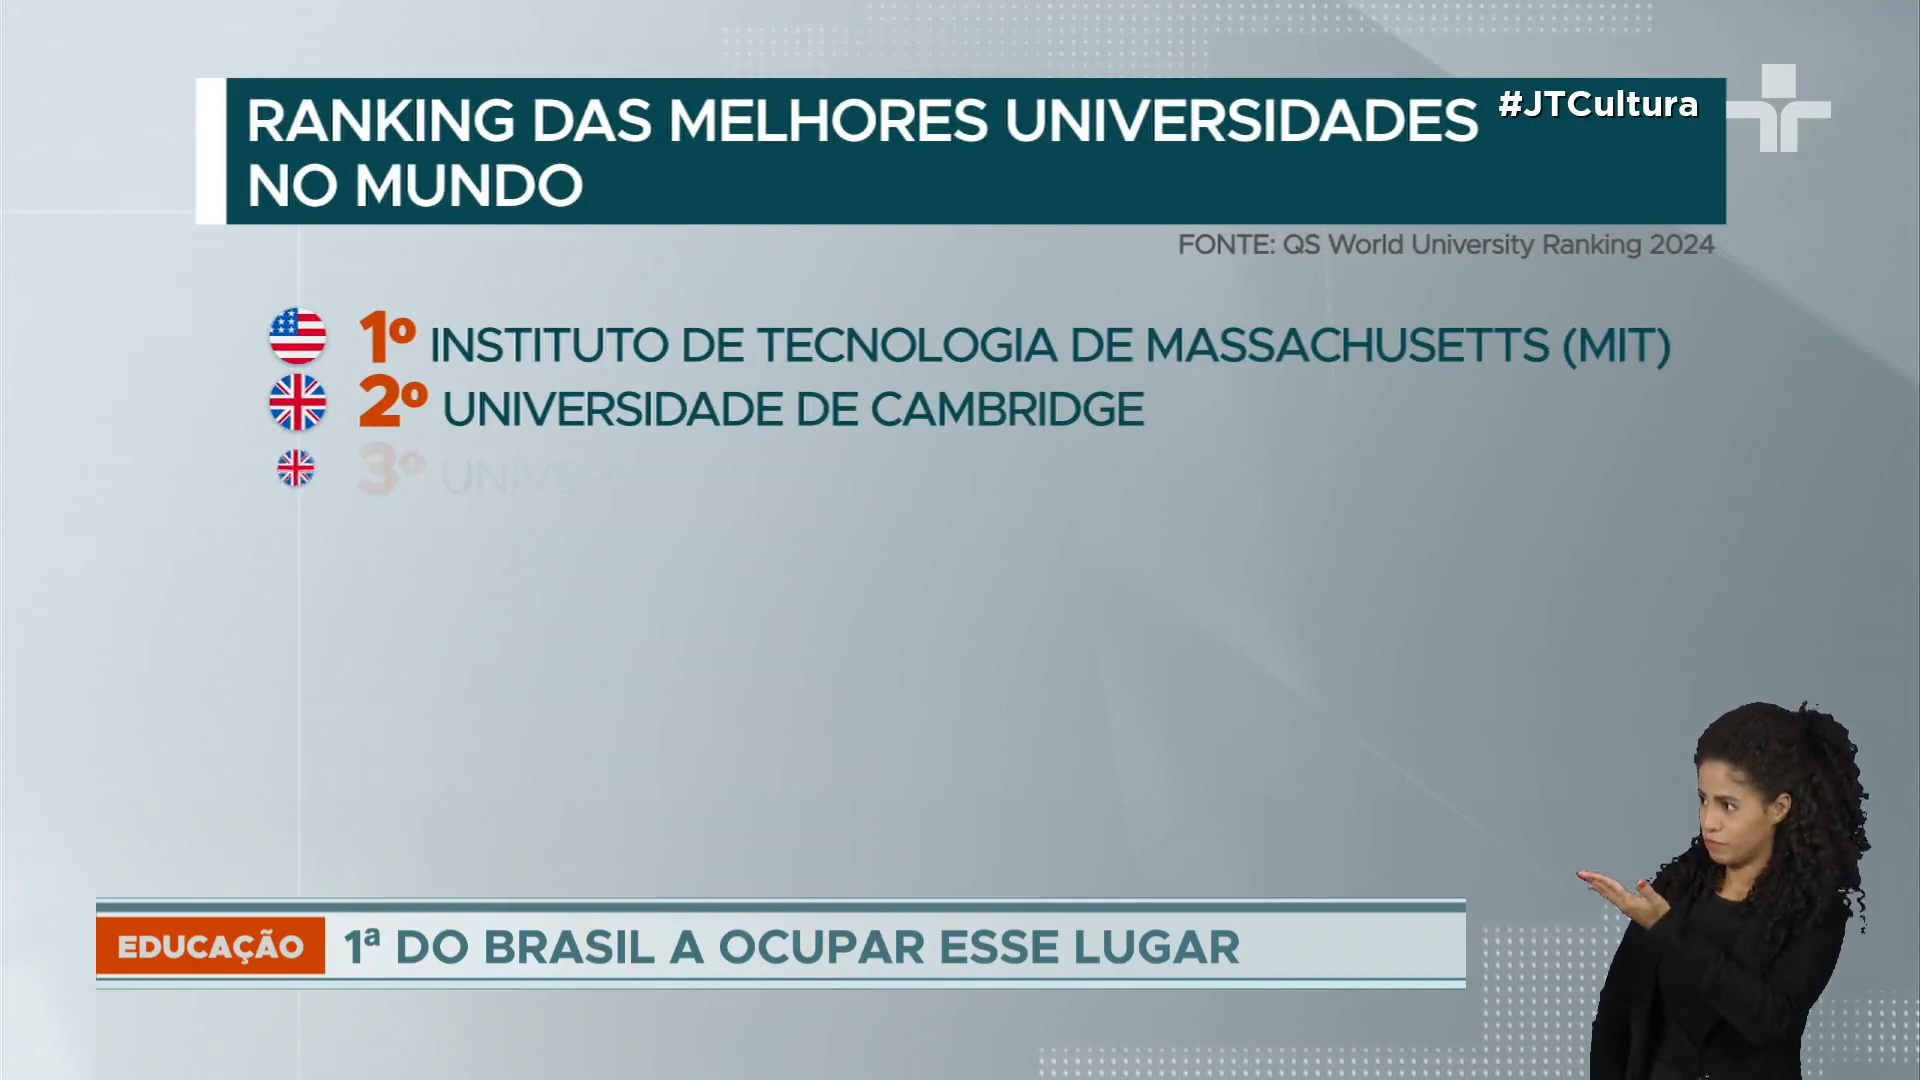 RANKING DAS MELHORES UNIVERSIDADES
NO MUNDO
#JTCultura
FONTE: QS World University Ranking 2024
1º INSTITUTO DE TECNOLOGIA DE MASSACHUSETTS (MIT)
2º UNIVERSIDADE DE CAMBRIDGE
3º
EDUCAÇÃO 1ª DO BRASIL A OCUPAR ESSE LUGAR